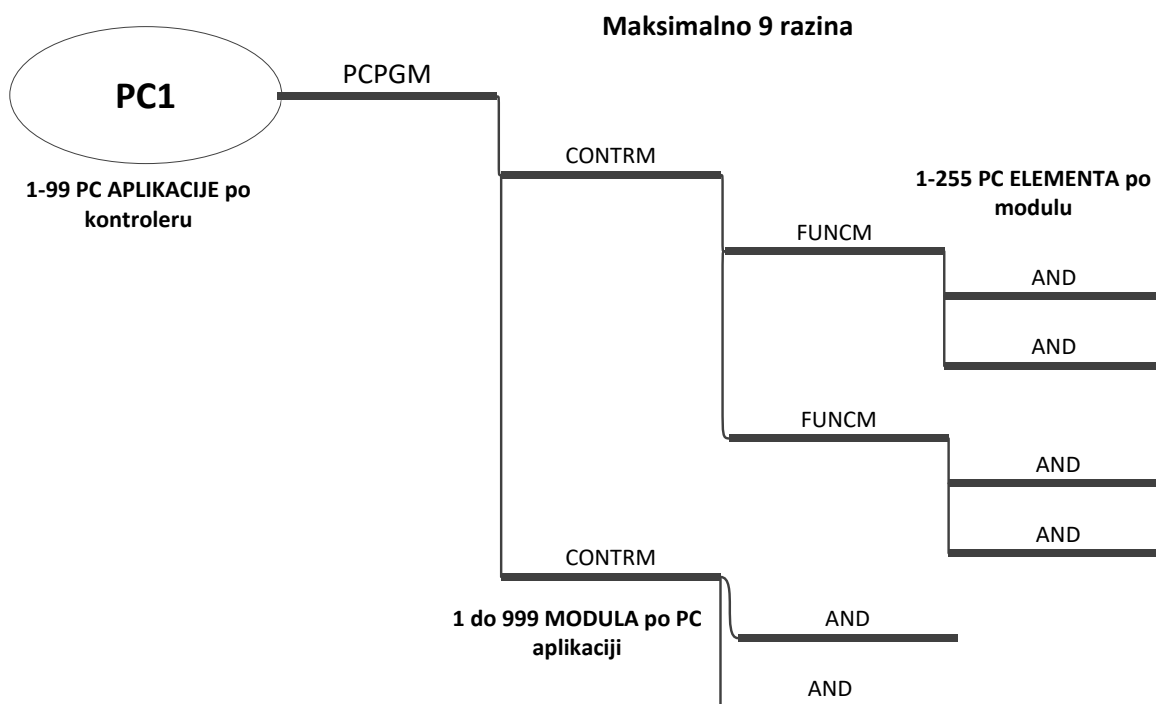 Maksimalno 9 razina
PC1
PCPGM
1-99 PC APLIKACIJE po
kontroleru
CONTRM
1-255 PC ELEMENTA po
modulu
FUNCM
AND
AND
FUNCM
AND
AND
CONTRM
1 do 999 MODULA po PC
aplikaciji
AND
AND